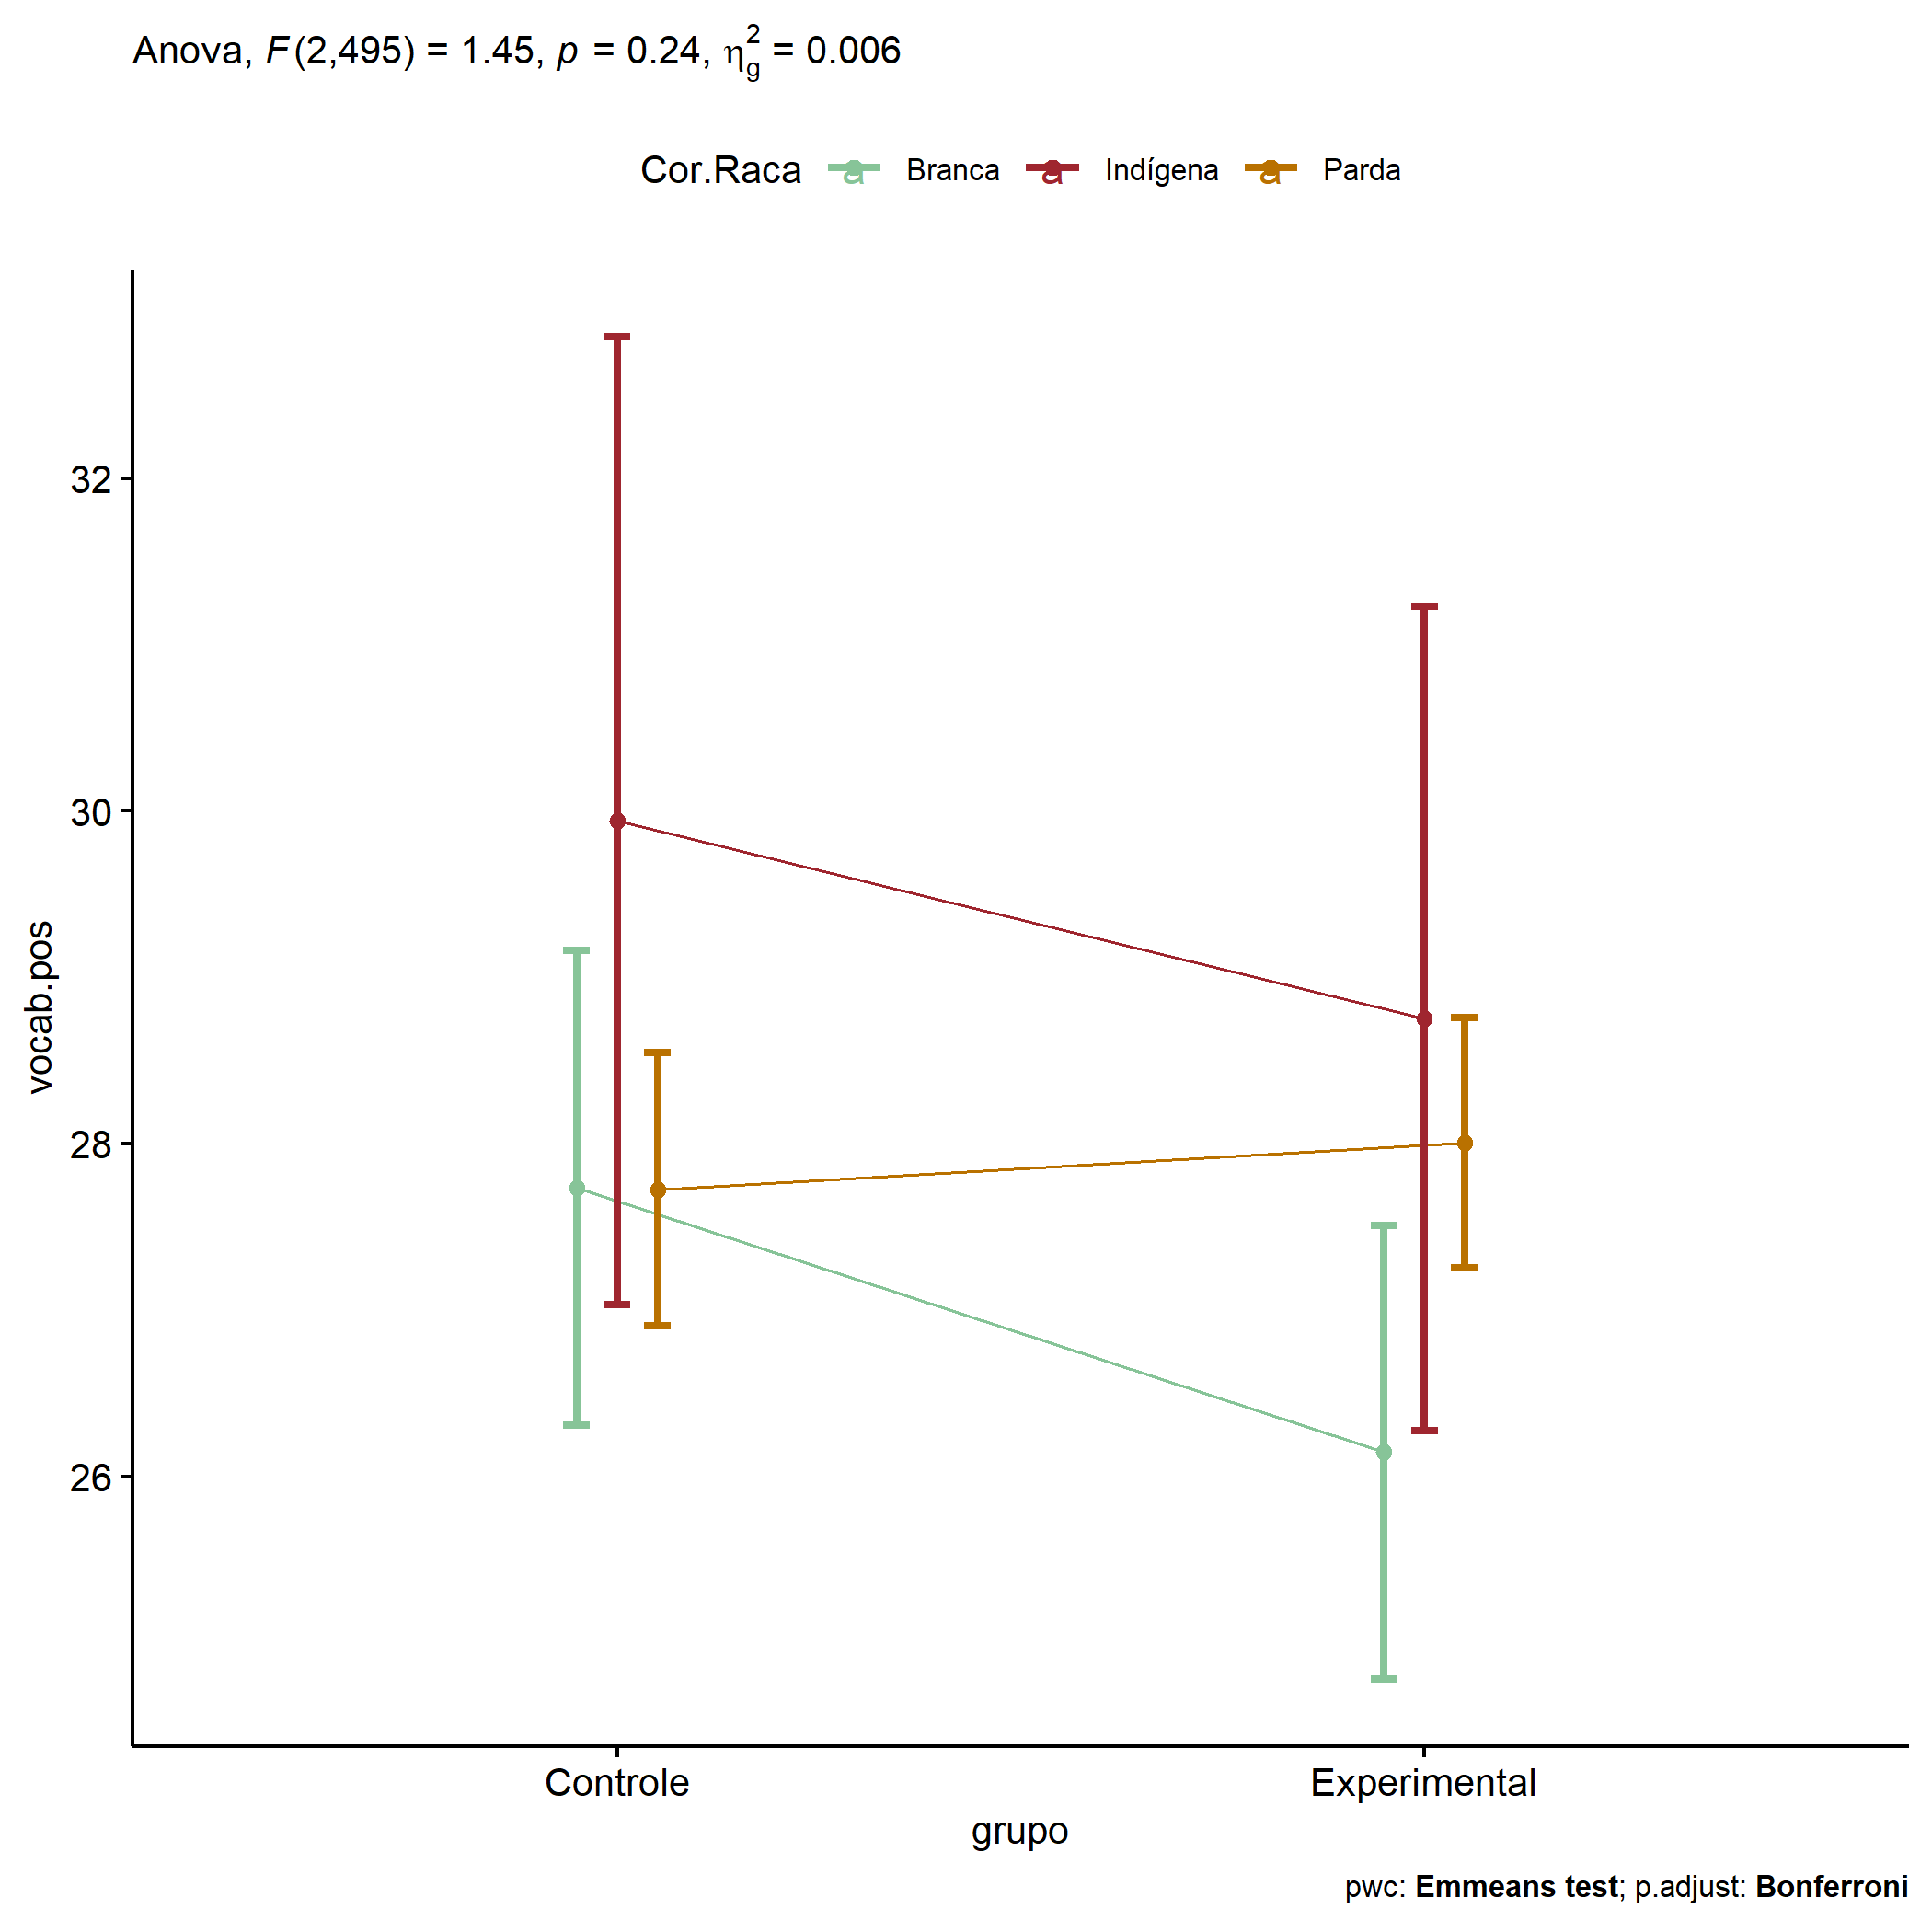 Anova, F(2,495) = 1.45, p = 0.24, η²g = 0.006
Cor.Raca a Branca a Indígena a Parda
32
30
28
26
vocab.pos
Controle Experimental
grupo
pwc: Emmeans test; p.adjust: Bonferroni